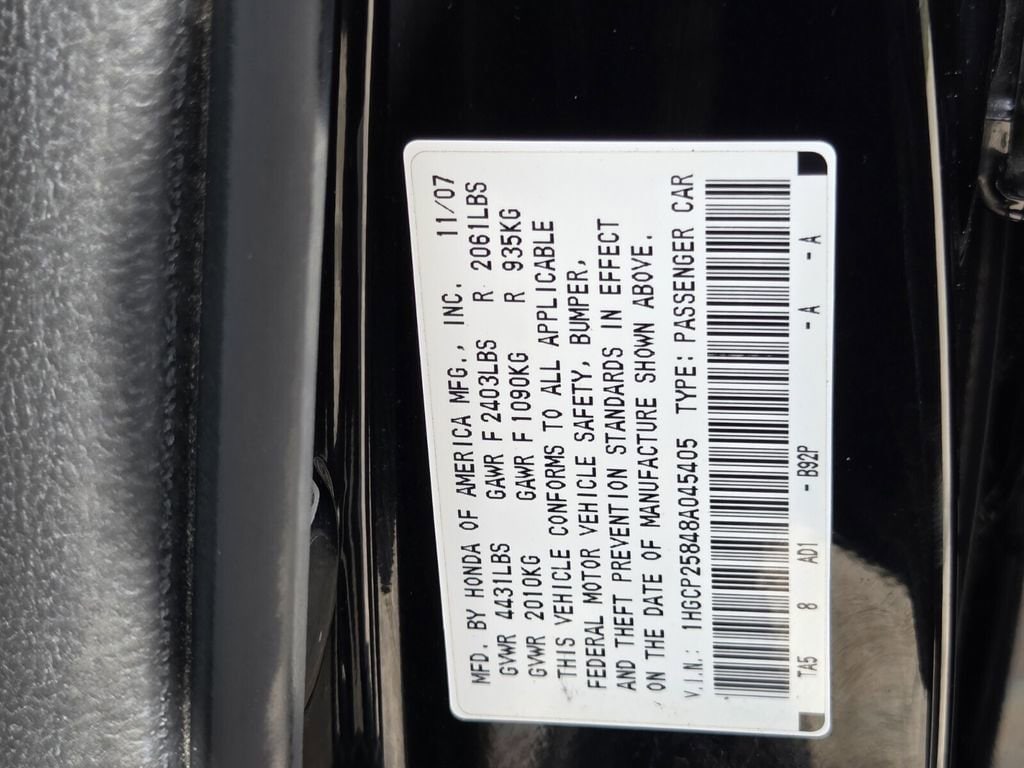 MFD. BY HONDA OF AMERICA MFG., INC. 11/07
GVWR 4431LBS GAWR F 2403LBS R 2061LBS
GVWR 2010KG GAWR F 1090KG R 935KG
THIS VEHICLE CONFORMS TO ALL APPLICABLE
FEDERAL MOTOR VEHICLE SAFETY, BUMPER,
AND THEFT PREVENTION STANDARDS IN EFFECT
ON THE DATE OF MANUFACTURE SHOWN ABOVE.
V.I.N.: 1HGCP25848A045405 TYPE: PASSENGER CAR
TA5 8 AD1 - B92P - A - A